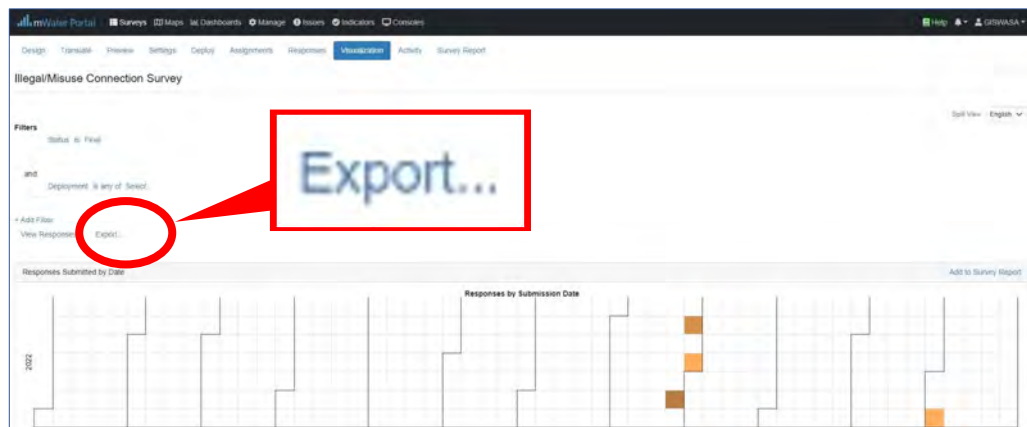 mWater Portal Surveys Maps Dashboards Manage Issues Indicators Consoles Help GISWASA
Design Translate Preview Settings Deploy Assignments Responses Visualization Activity Survey Report
Illegal/Misuse Connection Survey
Split View English
Filters
Status is Final
and
Deployment is any of Select...
+ Add Filter
View Responses Export...
Export...
Responses Submitted by Date Add to Survey Report
Responses by Submission Date
2022